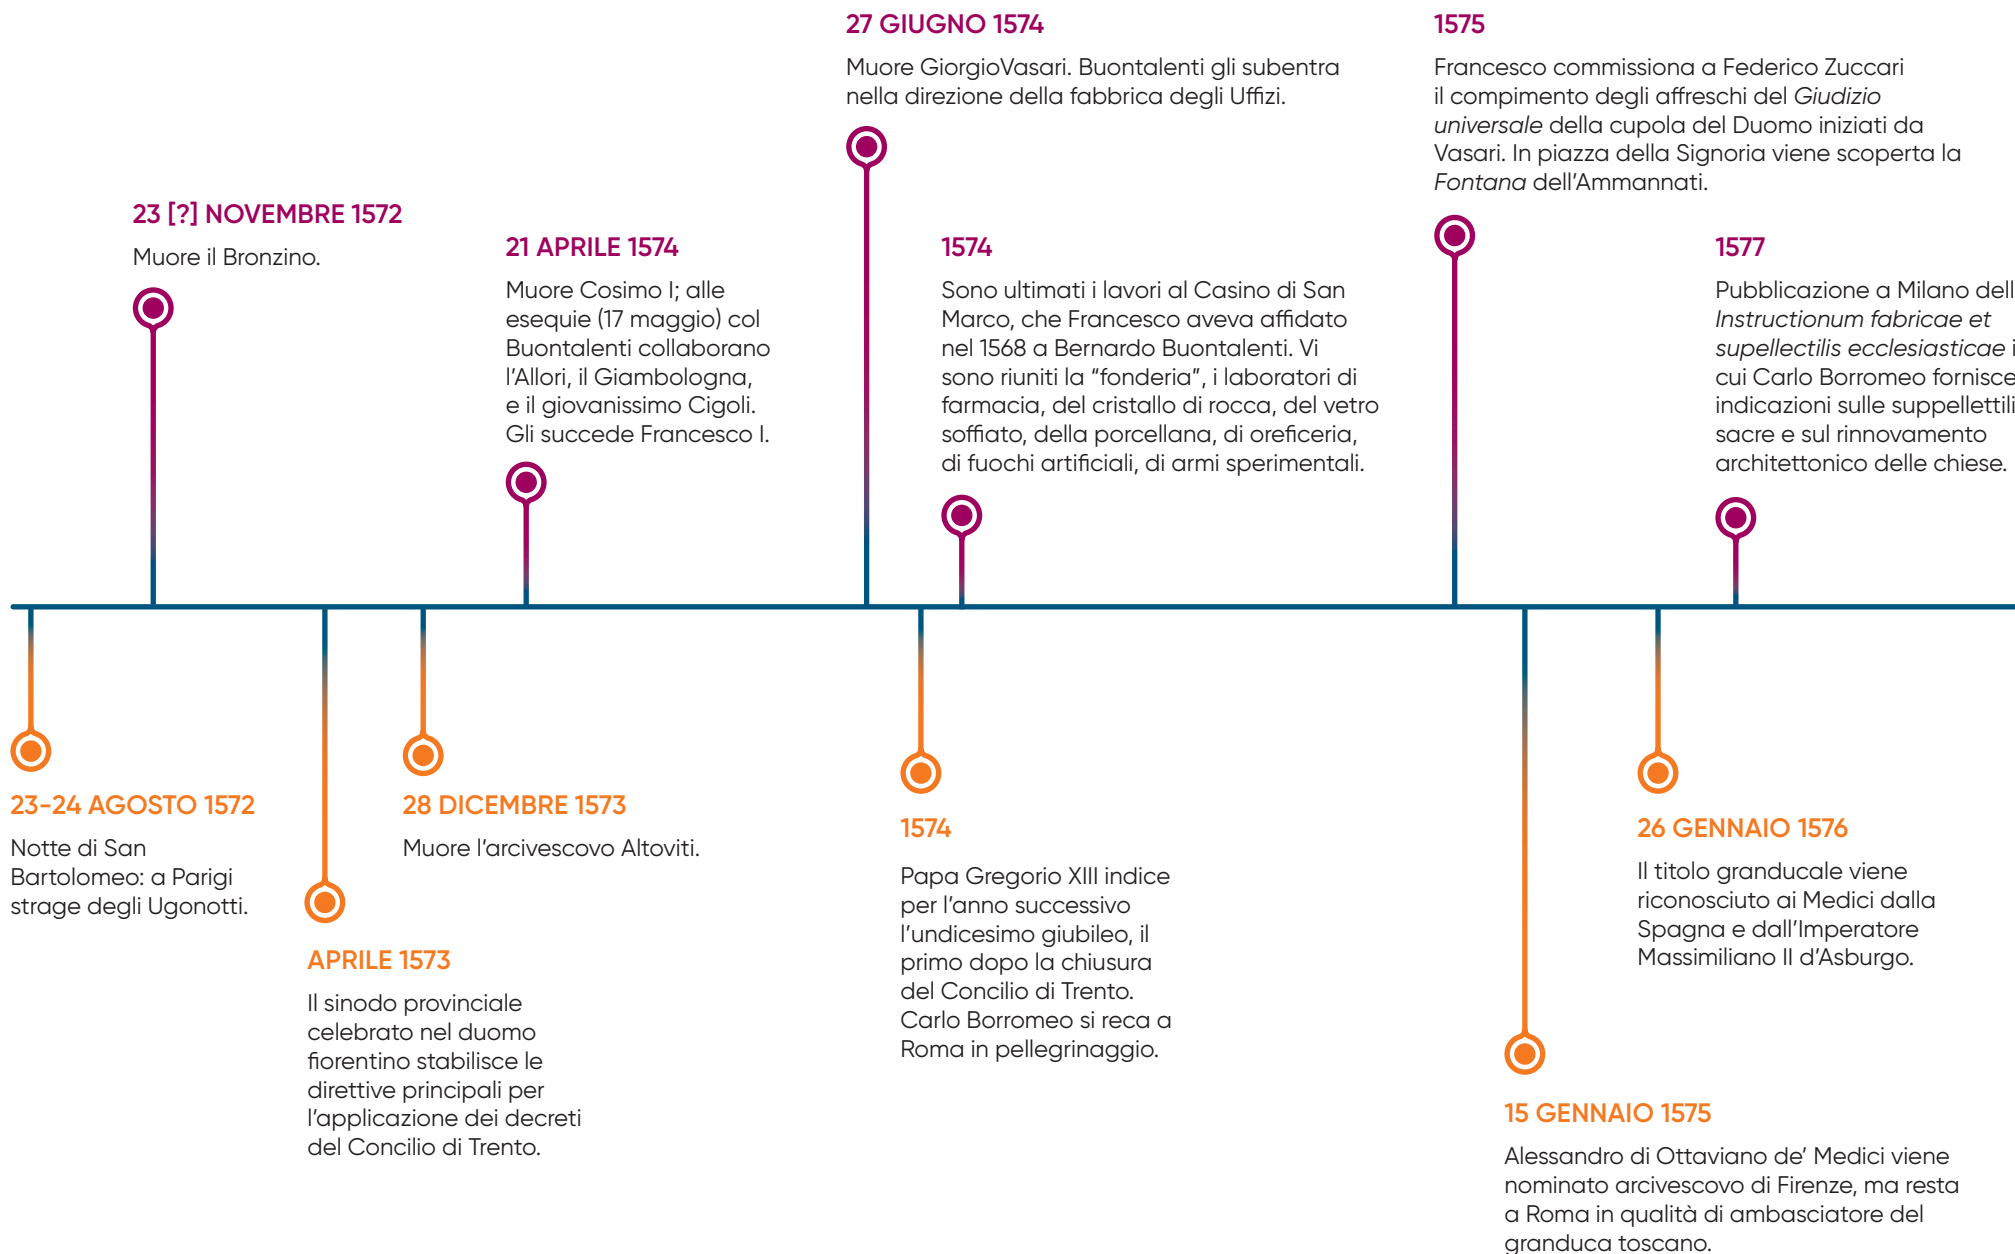 27 GIUGNO 1574
Muore GiorgioVasari. Buontalenti gli subentra
nella direzione della fabbrica degli Uffizi.
1575
Francesco commissiona a Federico Zuccari
il compimento degli affreschi del Giudizio
universale della cupola del Duomo iniziati da
Vasari. In piazza della Signoria viene scoperta la
Fontana dell’Ammannati.
23 [?] NOVEMBRE 1572
Muore il Bronzino.
21 APRILE 1574
Muore Cosimo I; alle
esequie (17 maggio) col
Buontalenti collaborano
l’Allori, il Giambologna,
e il giovanissimo Cigoli.
Gli succede Francesco I.
1574
Sono ultimati i lavori al Casino di San
Marco, che Francesco aveva affidato
nel 1568 a Bernardo Buontalenti. Vi
sono riuniti la “fonderia”, i laboratori di
farmacia, del cristallo di rocca, del vetro
soffiato, della porcellana, di oreficeria,
di fuochi artificiali, di armi sperimentali.
1577
Pubblicazione a Milano dell
Instructionum fabricae et
supellectilis ecclesiasticae i
cui Carlo Borromeo fornisce
indicazioni sulle suppellettili
sacre e sul rinnovamento
architettonico delle chiese.
23-24 AGOSTO 1572
Notte di San
Bartolomeo: a Parigi
strage degli Ugonotti.
APRILE 1573
Il sinodo provinciale
celebrato nel duomo
fiorentino stabilisce le
direttive principali per
l’applicazione dei decreti
del Concilio di Trento.
28 DICEMBRE 1573
Muore l’arcivescovo Altoviti.
1574
Papa Gregorio XIII indice
per l’anno successivo
l’undicesimo giubileo, il
primo dopo la chiusura
del Concilio di Trento.
Carlo Borromeo si reca a
Roma in pellegrinaggio.
15 GENNAIO 1575
Alessandro di Ottaviano de’ Medici viene
nominato arcivescovo di Firenze, ma resta
a Roma in qualità di ambasciatore del
granduca toscano.
26 GENNAIO 1576
Il titolo granducale viene
riconosciuto ai Medici dalla
Spagna e dall’Imperatore
Massimiliano II d’Asburgo.